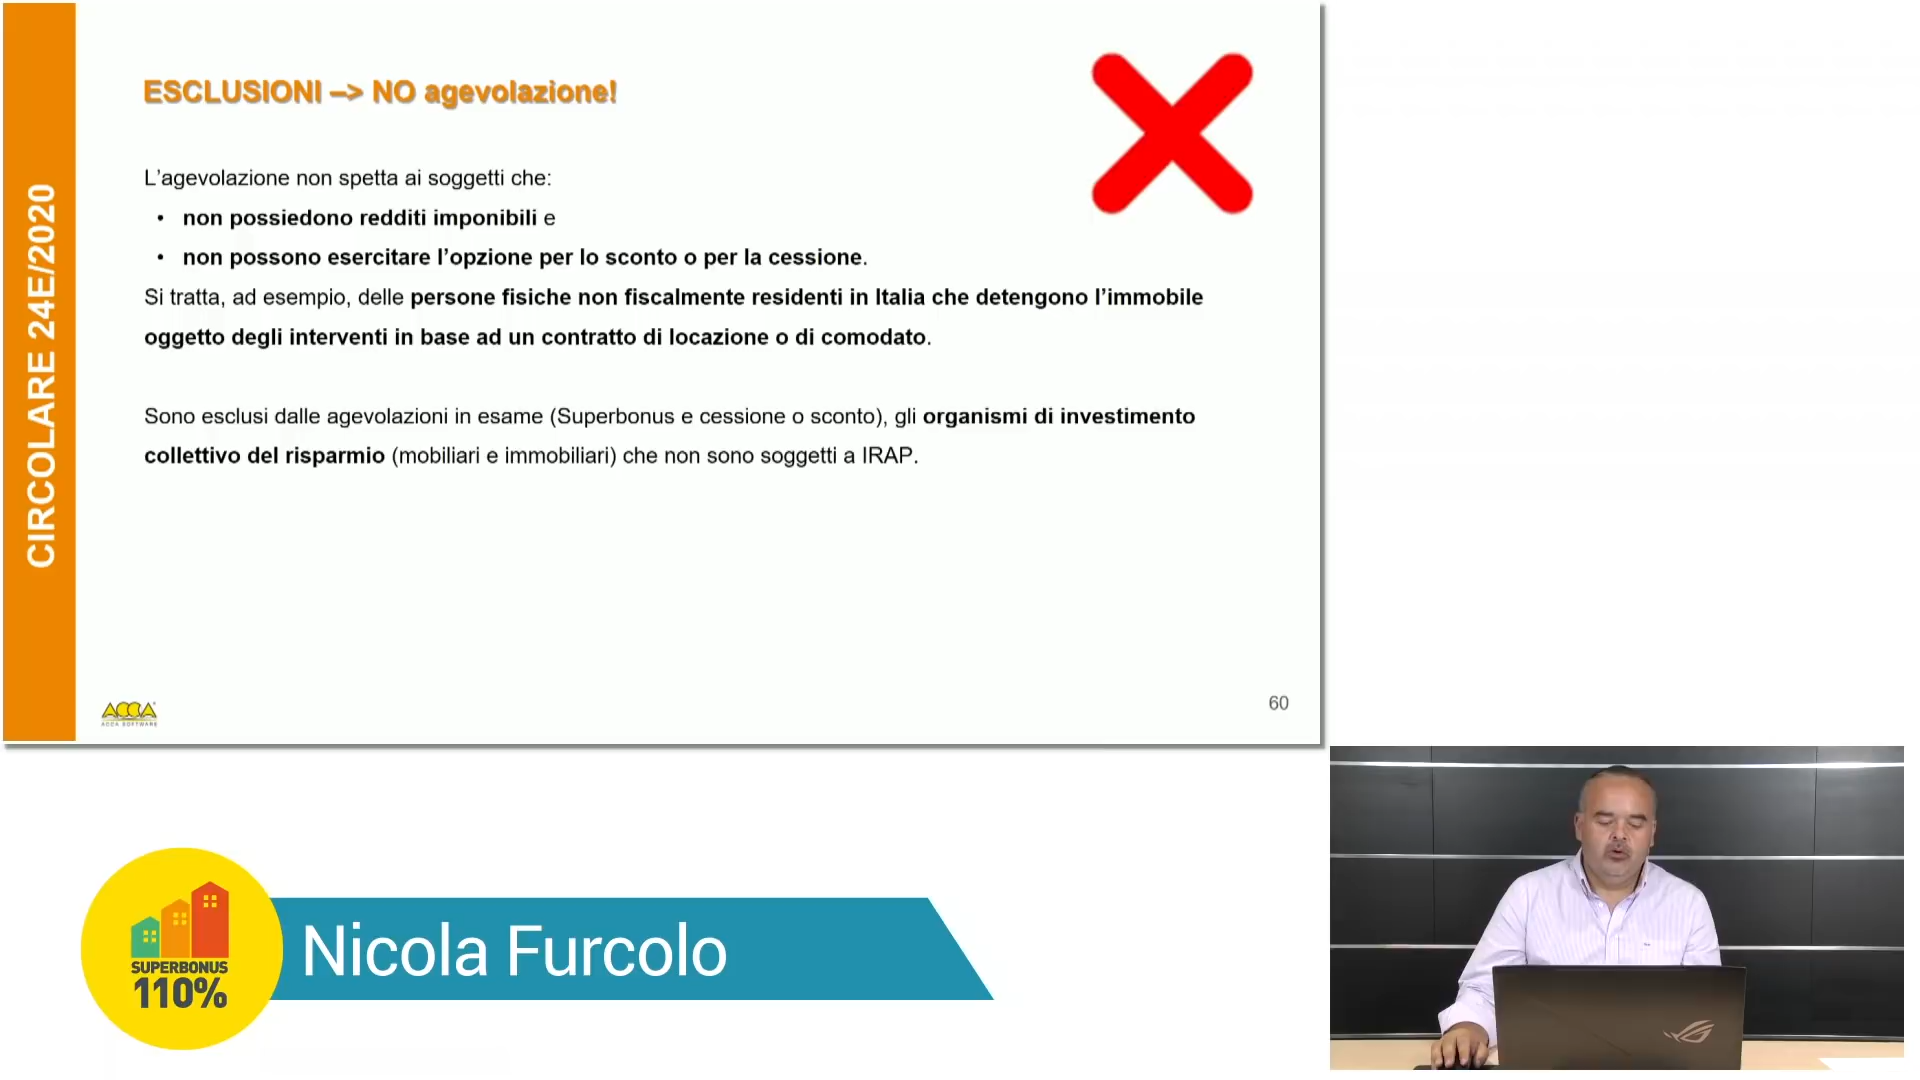 CIRCOLARE 24E/2020
ESCLUSIONI –> NO agevolazione!
L’agevolazione non spetta ai soggetti che:
• non possiedono redditi imponibili e
• non possono esercitare l’opzione per lo sconto o per la cessione.
Si tratta, ad esempio, delle persone fisiche non fiscalmente residenti in Italia che detengono l’immobile
oggetto degli interventi in base ad un contratto di locazione o di comodato.
Sono esclusi dalle agevolazioni in esame (Superbonus e cessione o sconto), gli organismi di investimento
collettivo del risparmio (mobiliari e immobiliari) che non sono soggetti a IRAP.
ACCA
ACCA SOFTWARE
60
SUPERBONUS
110%
Nicola Furcolo